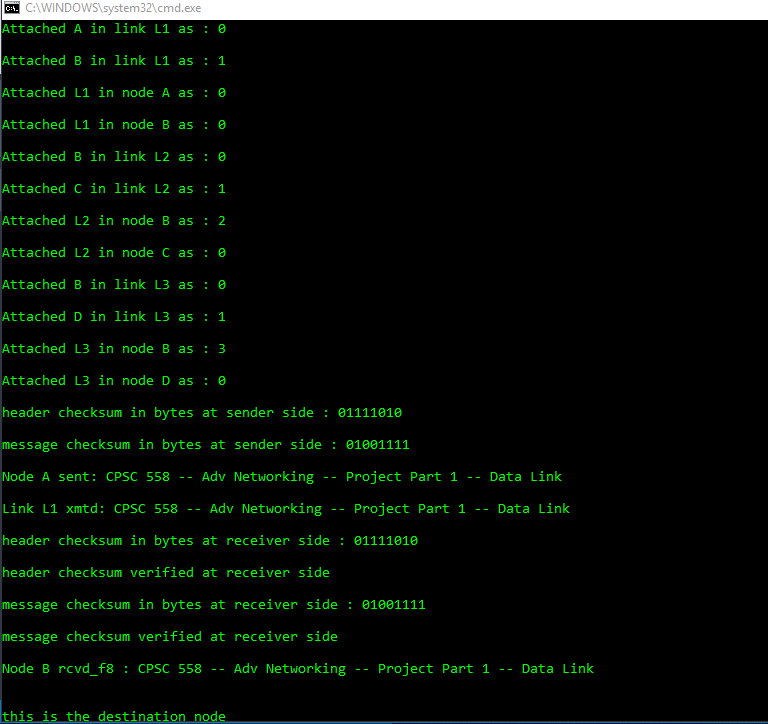 C:\WINDOWS\system32\cmd.exe
Attached A in link L1 as : 0
Attached B in link L1 as : 1
Attached L1 in node A as : 0
Attached L1 in node B as : 0
Attached B in link L2 as : 0
Attached C in link L2 as : 1
Attached L2 in node B as : 2
Attached L2 in node C as : 0
Attached B in link L3 as : 0
Attached D in link L3 as : 1
Attached L3 in node B as : 3
Attached L3 in node D as : 0
header checksum in bytes at sender side : 01111010
message checksum in bytes at sender side : 01001111
Node A sent: CPSC 558 -- Adv Networking -- Project Part 1 -- Data Link
Link L1 xmtd: CPSC 558 -- Adv Networking -- Project Part 1 -- Data Link
header checksum in bytes at receiver side : 01111010
header checksum verified at receiver side
message checksum in bytes at receiver side : 01001111
message checksum verified at receiver side
Node B rcvd_f8 : CPSC 558 -- Adv Networking -- Project Part 1 -- Data Link
this is the destination node